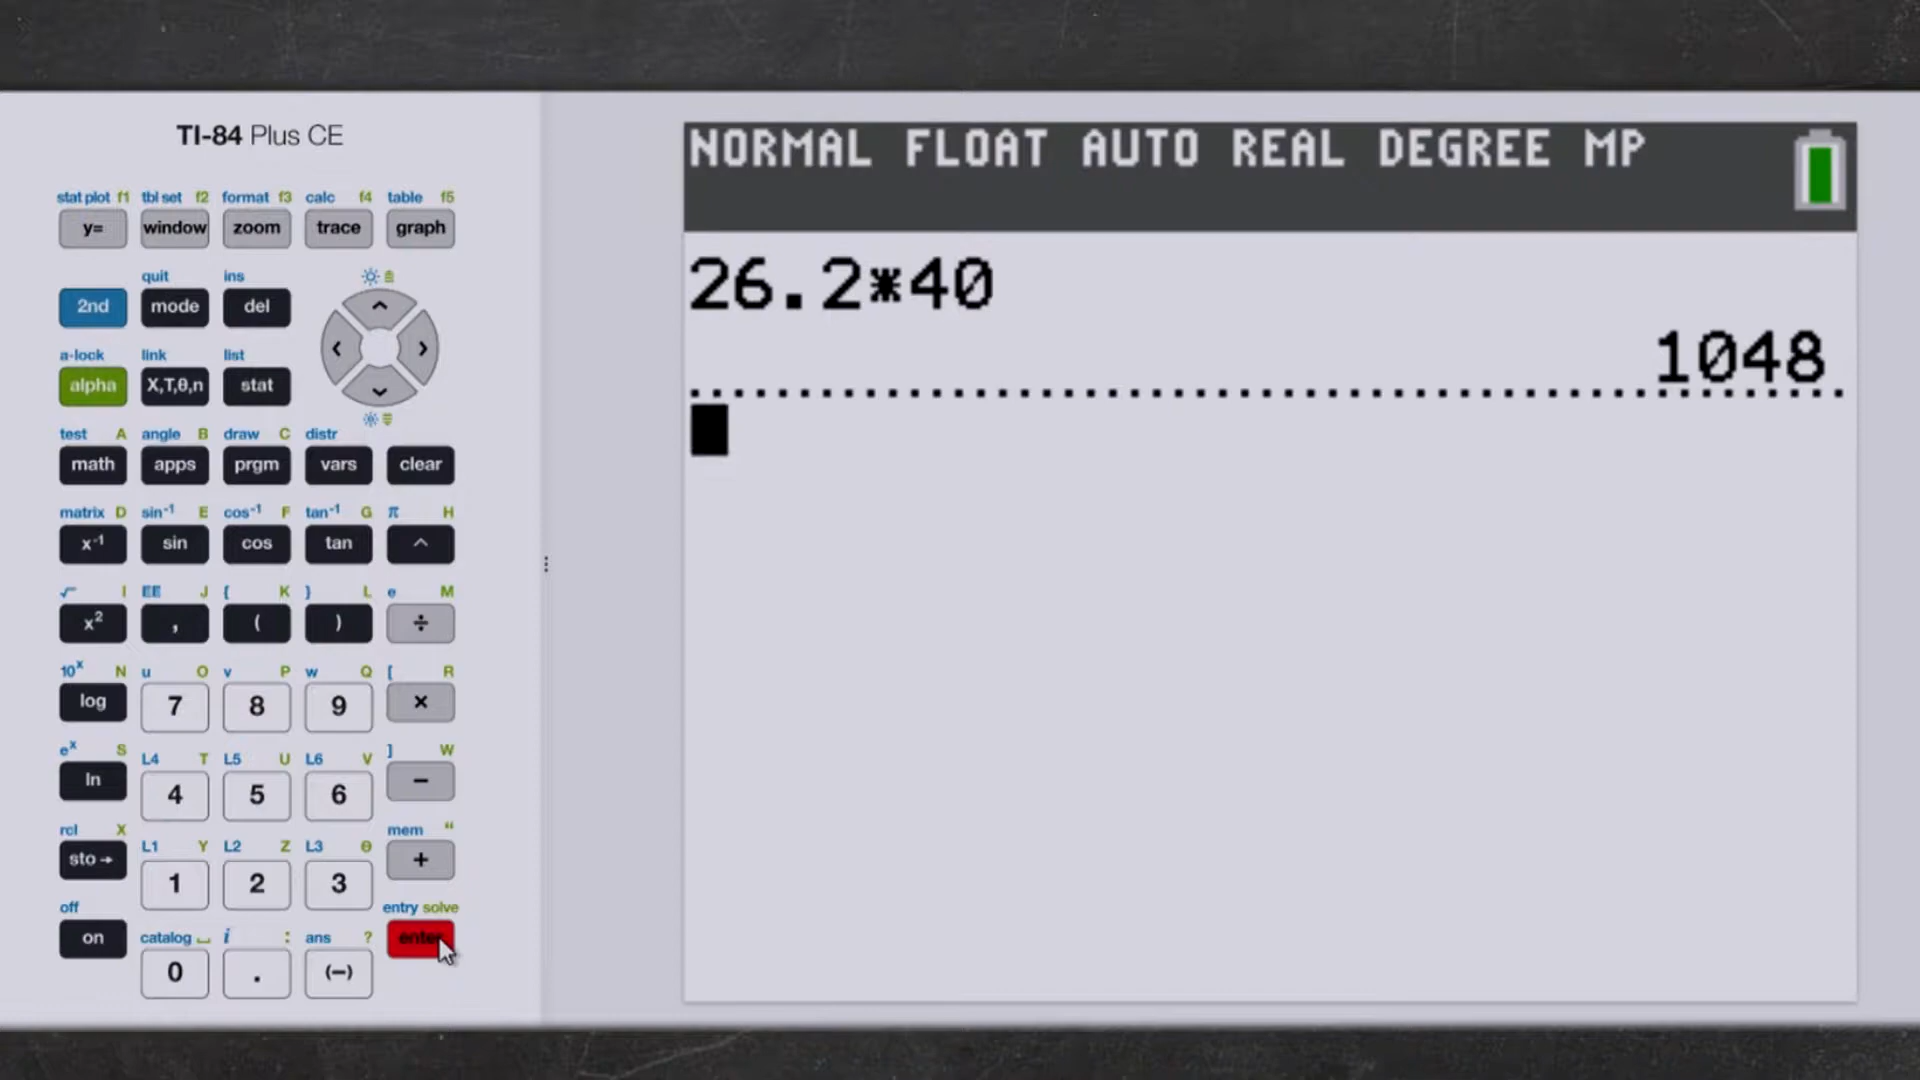 TI-84 Plus CE
NORMAL FLOAT AUTO REAL DEGREE MP
26.2*40
1048
stat plot f1 tbl set f2 format f3 calc f4 table f5
y= window zoom trace graph
quit ins
2nd mode del
a-lock link list
alpha X,T,θ,n stat
test A angle B draw C distr
math apps prgm vars clear
matrix D sin⁻¹ E cos⁻¹ F tan⁻¹ G π H
x⁻¹ sin cos tan ^
√ I EE J { K } L e M
x² , ( ) ÷
10ˣ N u O v P w Q [ R
log 7 8 9 ×
eˣ S L4 T L5 U L6 V ] W
ln 4 5 6 −
rcl X L1 Y L2 Z L3 θ mem “
sto→ 1 2 3 +
off catalog ⎵ i : ans ? entry solve
on 0 . (−) enter